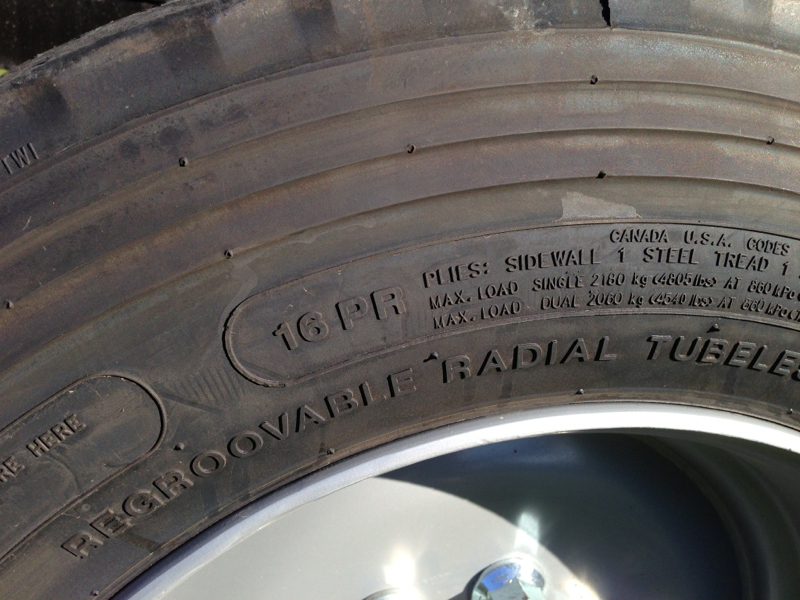 TWI
CANADA U.S.A. CODES
PLIES: SIDEWALL 1 STEEL TREAD 1
MAX. LOAD SINGLE 2180 kg (4805 lbs) AT 860 kPa
MAX. LOAD DUAL 2060 kg (4540 lbs) AT 860 kPa
16 PR
REGROOVABLE RADIAL TUBELES
RE HERE